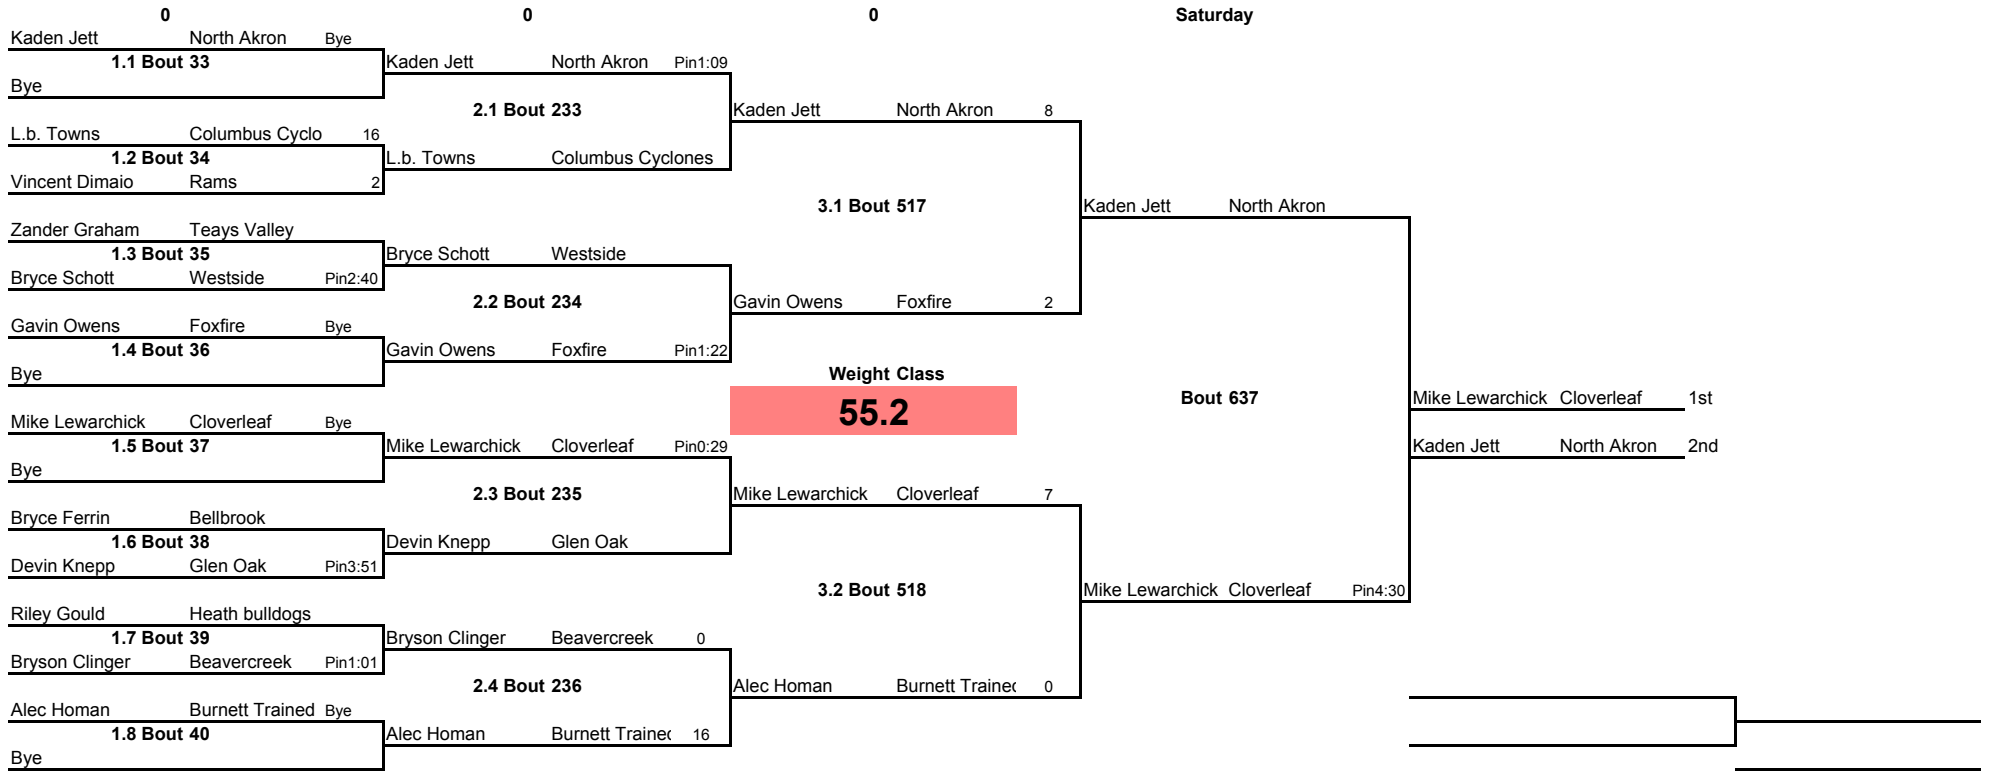 0 0 0 Saturday
Kaden Jett North Akron Bye
1.1 Bout 33
Bye
Kaden Jett North Akron Pin1:09
2.1 Bout 233
L.b. Towns Columbus Cyclo 16
1.2 Bout 34
Vincent Dimaio Rams 2
L.b. Towns Columbus Cyclones
Kaden Jett North Akron 8
3.1 Bout 517
Zander Graham Teays Valley
1.3 Bout 35
Bryce Schott Westside Pin2:40
Bryce Schott Westside
2.2 Bout 234
Gavin Owens Foxfire Bye
1.4 Bout 36
Bye
Gavin Owens Foxfire Pin1:22
Gavin Owens Foxfire 2
Kaden Jett North Akron
Weight Class
55.2
Bout 637
Mike Lewarchick Cloverleaf 1st
Kaden Jett North Akron 2nd
Mike Lewarchick Cloverleaf Bye
1.5 Bout 37
Bye
Mike Lewarchick Cloverleaf Pin0:29
2.3 Bout 235
Bryce Ferrin Bellbrook
1.6 Bout 38
Devin Knepp Glen Oak Pin3:51
Devin Knepp Glen Oak
Mike Lewarchick Cloverleaf 7
3.2 Bout 518
Mike Lewarchick Cloverleaf Pin4:30
Riley Gould Heath bulldogs
1.7 Bout 39
Bryson Clinger Beavercreek Pin1:01
Bryson Clinger Beavercreek 0
2.4 Bout 236
Alec Homan Burnett Trained Bye
1.8 Bout 40
Bye
Alec Homan Burnett Trainec 16
Alec Homan Burnett Trainec 0